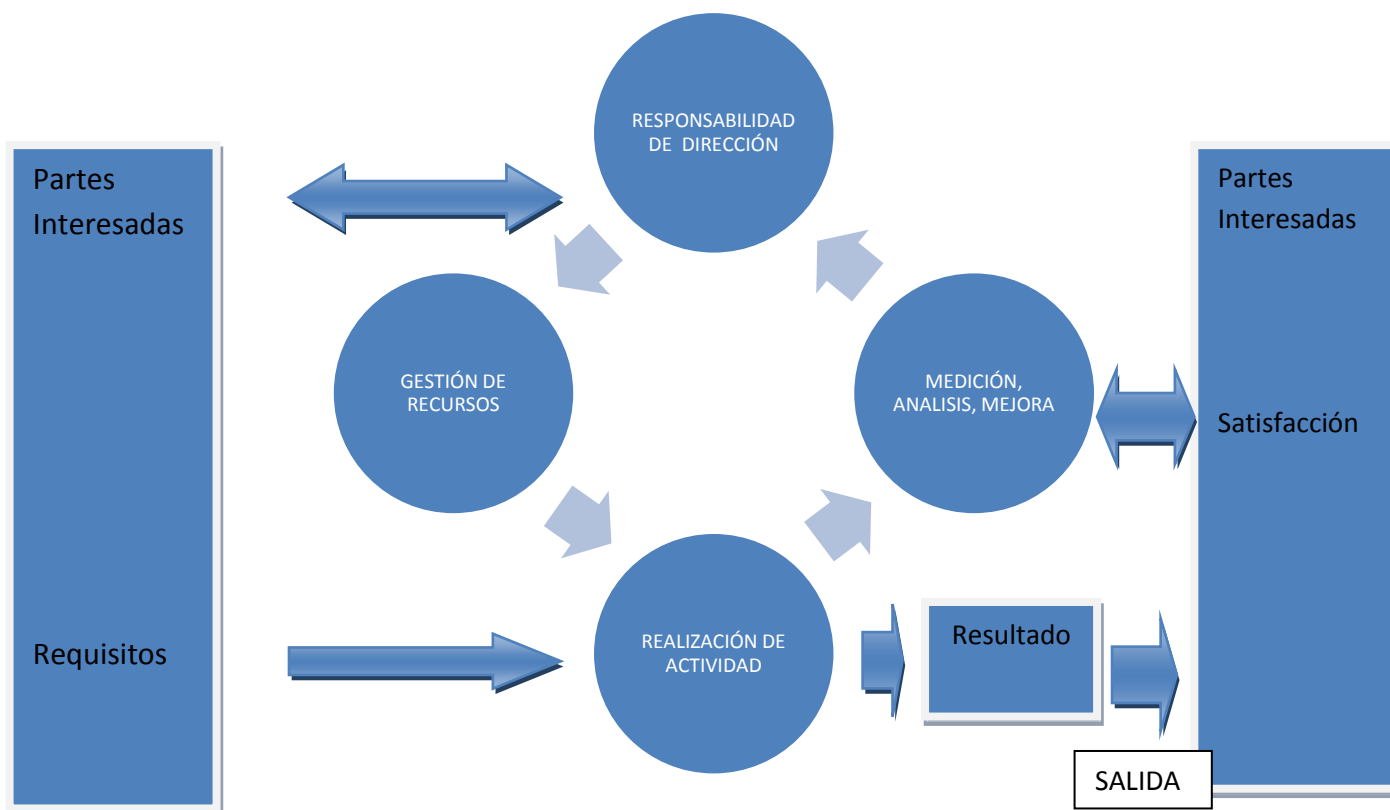 RESPONSABILIDAD
DE DIRECCIÓN
Partes
Interesadas
Partes
Interesadas
GESTIÓN DE
RECURSOS
MEDICIÓN,
ANALISIS, MEJORA
Satisfacción
Requisitos
REALIZACIÓN DE
ACTIVIDAD
Resultado
SALIDA